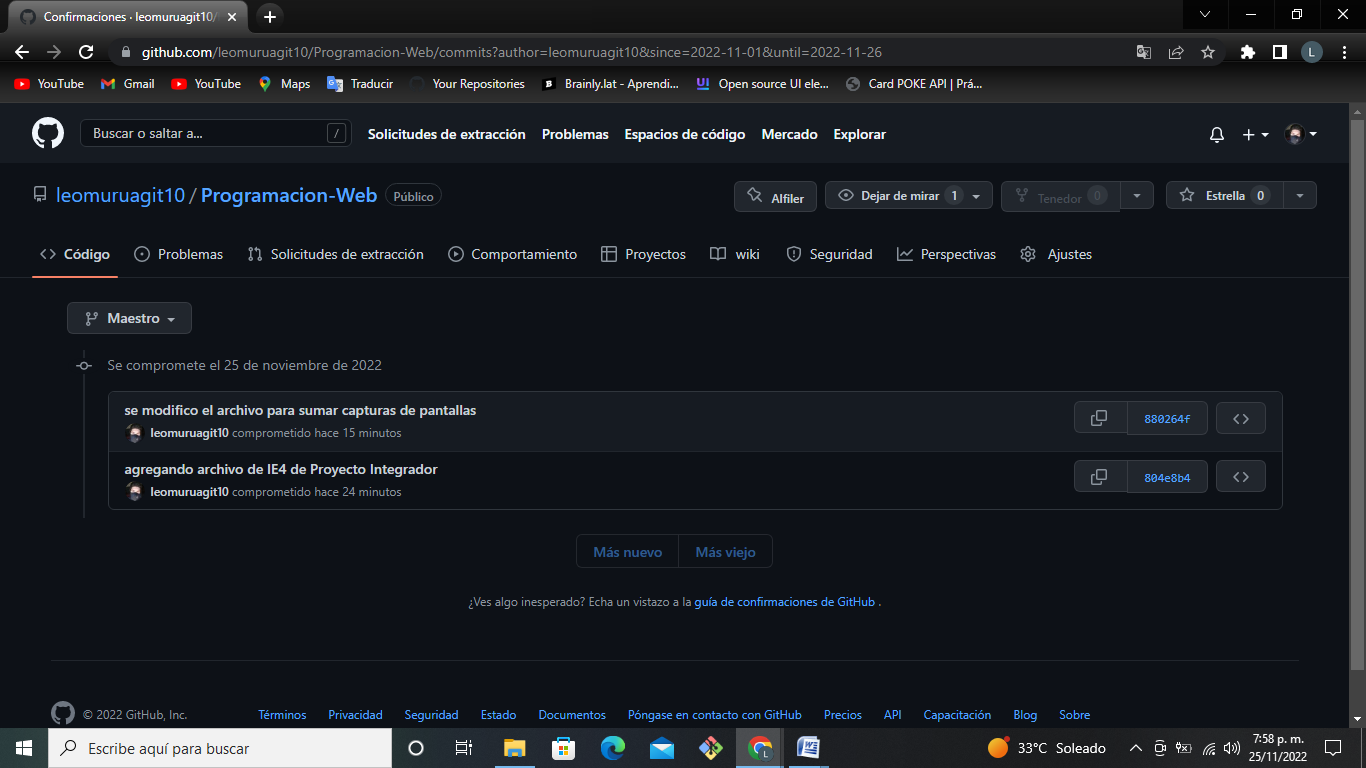 Confirmaciones · leomuruagit10/
github.com/leomuruagit10/Programacion-Web/commits?author=leomuruagit10&since=2022-11-01&until=2022-11-26
L
YouTube Gmail YouTube Maps Traducir Your Repositories Brainly.lat - Aprendi... Open source UI ele... Card POKE API | Prá...
Buscar o saltar a... / Solicitudes de extracción Problemas Espacios de código Mercado Explorar
leomuruagit10 / Programacion-Web Público Alfiler Dejar de mirar 1 Tenedor 0 Estrella 0
Código Problemas Solicitudes de extracción Comportamiento Proyectos wiki Seguridad Perspectivas Ajustes
Maestro
Se compromete el 25 de noviembre de 2022
se modifico el archivo para sumar capturas de pantallas
leomuruagit10 comprometido hace 15 minutos
880264f
agregando archivo de IE4 de Proyecto Integrador
leomuruagit10 comprometido hace 24 minutos
804e8b4
Más nuevo Más viejo
¿Ves algo inesperado? Echa un vistazo a la guía de confirmaciones de GitHub .
© 2022 GitHub, Inc. Términos Privacidad Seguridad Estado Documentos Póngase en contacto con GitHub Precios API Capacitación Blog Sobre
Escribe aquí para buscar
33°C Soleado
7:58 p. m.
25/11/2022